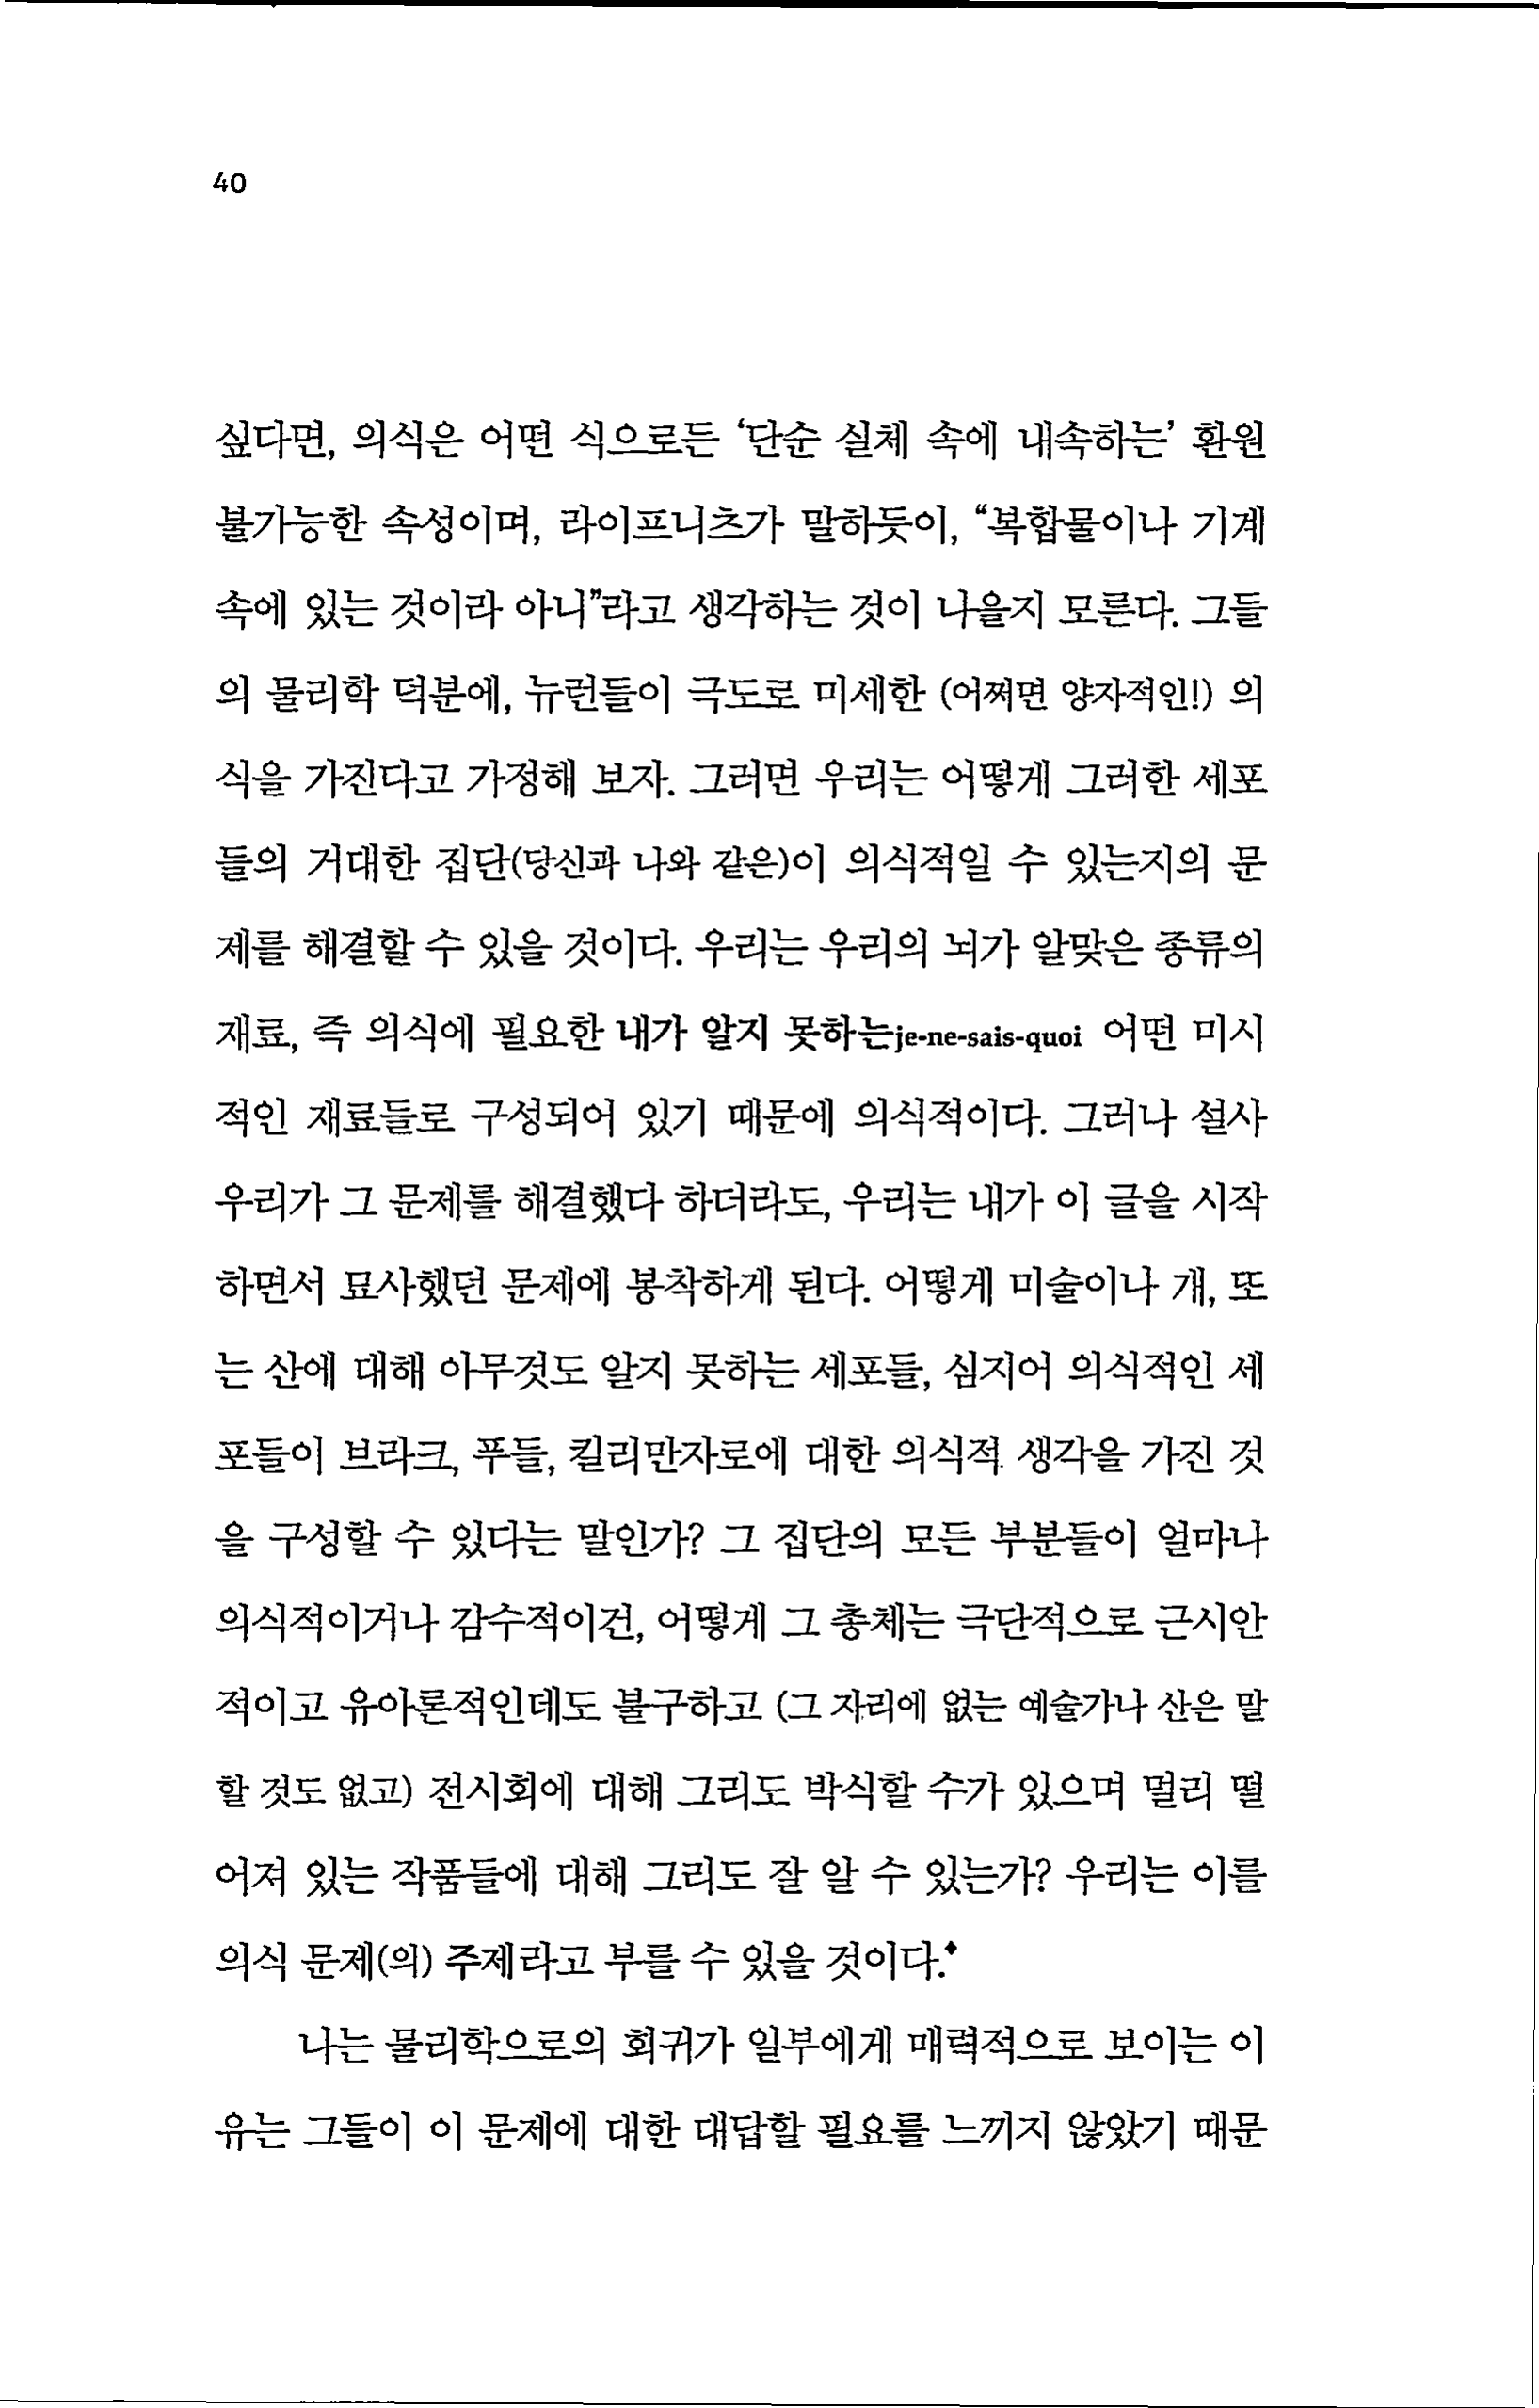 40
싶다면, 의식은 어떤 식으로든 ‘단순 실체 속에 내속하는’ 환원
불가능한 속성이며, 라이프니츠가 말하듯이, “복합물이나 기계
속에 있는 것이라 아니”라고 생각하는 것이 나을지 모른다. 그들
의 물리학 덕분에, 뉴런들이 극도로 미세한 (어쩌면 양자적인!) 의
식을 가진다고 가정해 보자. 그러면 우리는 어떻게 그러한 세포
들의 거대한 집단(당신과 나와 같은)이 의식적일 수 있는지의 문
제를 해결할 수 있을 것이다. 우리는 우리의 뇌가 알맞은 종류의
재료, 즉 의식에 필요한 내가 알지 못하는je-ne-sais-quoi 어떤 미시
적인 재료들로 구성되어 있기 때문에 의식적이다. 그러나 설사
우리가 그 문제를 해결했다 하더라도, 우리는 내가 이 글을 시작
하면서 묘사했던 문제에 봉착하게 된다. 어떻게 미술이나 개, 또
는 산에 대해 아무것도 알지 못하는 세포들, 심지어 의식적인 세
포들이 브라크, 푸들, 킬리만자로에 대한 의식적 생각을 가진 것
을 구성할 수 있다는 말인가? 그 집단의 모든 부분들이 얼마나
의식적이거나 감수적이건, 어떻게 그 총체는 극단적으로 근시안
적이고 유아론적인데도 불구하고 (그 자리에 없는 예술가나 산은 말
할 것도 없고) 전시회에 대해 그리도 박식할 수가 있으며 멀리 떨
어져 있는 작품들에 대해 그리도 잘 알 수 있는가? 우리는 이를
의식 문제(의) 주제라고 부를 수 있을 것이다.◆
나는 물리학으로의 회귀가 일부에게 매력적으로 보이는 이
유는 그들이 이 문제에 대한 대답할 필요를 느끼지 않았기 때문